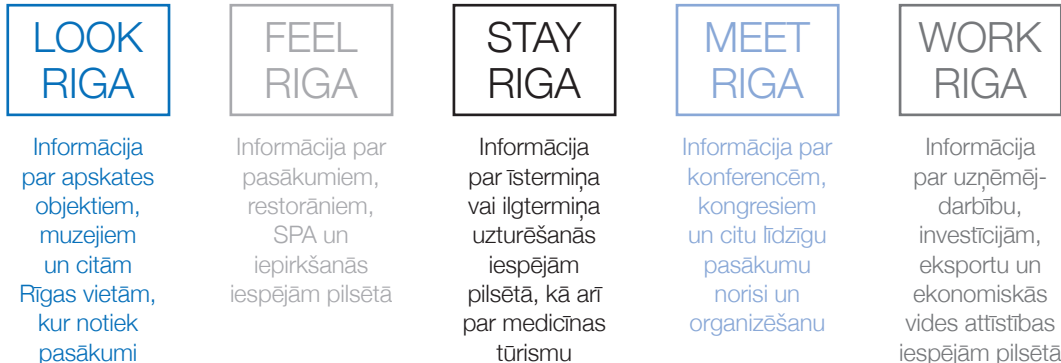 LOOK
RIGA
Informācija
par apskates
objektiem,
muzejiem
un citām
Rīgas vietām,
kur notiek
pasākumi
FEEL
RIGA
Informācija par
pasākumiem,
restorāniem,
SPA un
iepirkšanās
iespējām pilsētā
STAY
RIGA
Informācija
par īstermiņa
vai ilgtermiņa
uzturēšanās
iespējām
pilsētā, kā arī
par medicīnas
tūrismu
MEET
RIGA
Informācija par
konferencēm,
kongresiem
un citu līdzīgu
pasākumu
norisi un
organizēšanu
WORK
RIGA
Informācija
par uzņēmēj-
darbību,
investīcijām,
eksportu un
ekonomiskās
vides attīstības
iespējām pilsētā